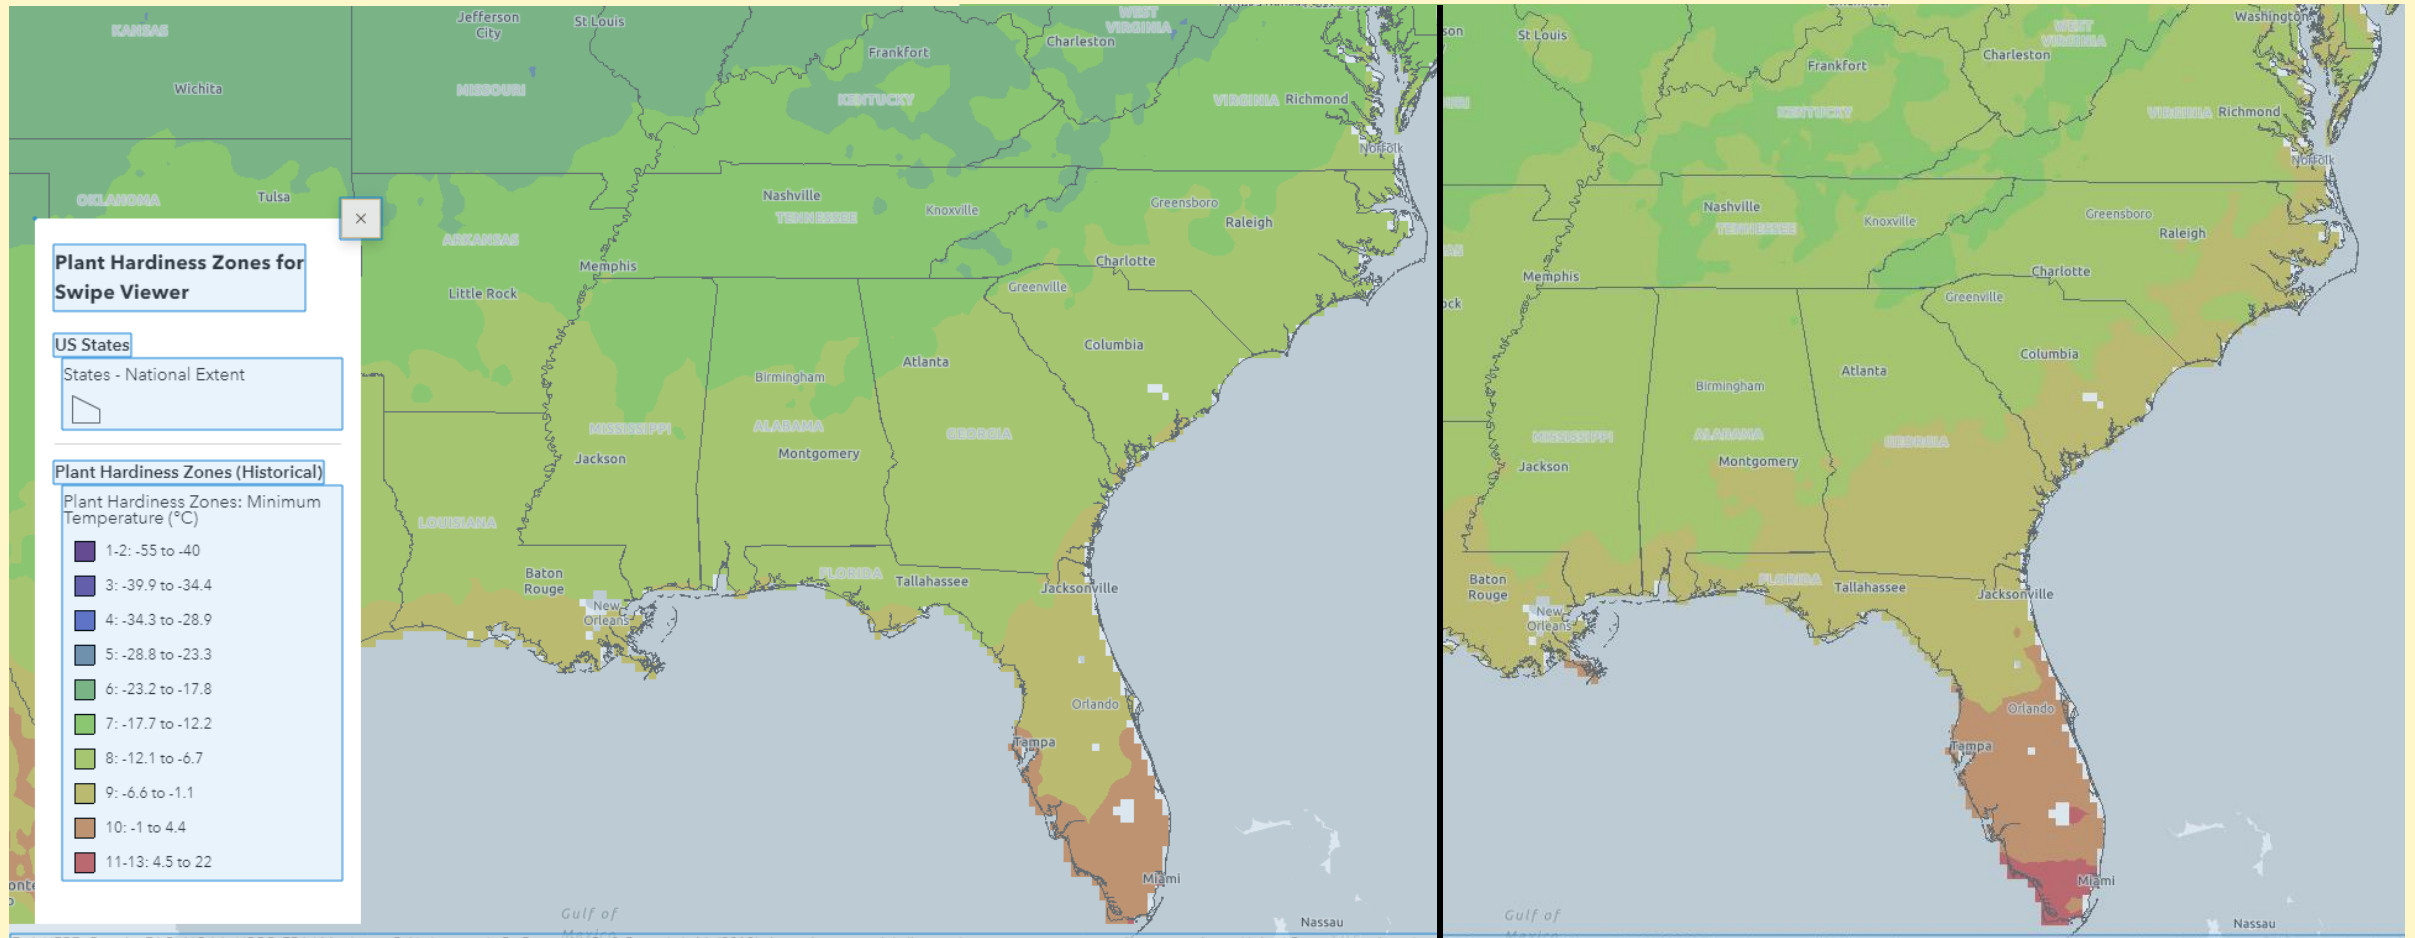 KANSAS
Jefferson
City
St Louis
WEST
VIRGINIA
Charleston
Frankfort
Wichita
MISSOURI
KENTUCKY
VIRGINIA
Richmond
Norfolk
OKLAHOMA
Tulsa
Nashville
TENNESSEE
Knoxville
Greensboro
Raleigh
ARKANSAS
Memphis
Charlotte
Little Rock
Greenville
Columbia
Atlanta
Birmingham
MISSISSIPPI
ALABAMA
GEORGIA
Jackson
Montgomery
LOUISIANA
Baton
Rouge
FLORIDA
Tallahassee
Jacksonville
New
Orleans
Orlando
Tampa
Miami
Gulf of
Mexico
Nassau
×
Plant Hardiness Zones for
Swipe Viewer
US States
States - National Extent
Plant Hardiness Zones (Historical)
Plant Hardiness Zones: Minimum
Temperature (°C)
1-2: -55 to -40
3: -39.9 to -34.4
4: -34.3 to -28.9
5: -28.8 to -23.3
6: -23.2 to -17.8
7: -17.7 to -12.2
8: -12.1 to -6.7
9: -6.6 to -1.1
10: -1 to 4.4
11-13: 4.5 to 22
Washington
St Louis
WEST
VIRGINIA
Charleston
Frankfort
KENTUCKY
VIRGINIA
Richmond
Norfolk
Nashville
TENNESSEE
Knoxville
Greensboro
Raleigh
Memphis
Charlotte
Greenville
Columbia
Atlanta
Birmingham
MISSISSIPPI
ALABAMA
GEORGIA
Jackson
Montgomery
Baton
Rouge
FLORIDA
Tallahassee
Jacksonville
New
Orleans
Orlando
Tampa
Miami
Gulf of
Mexico
Nassau